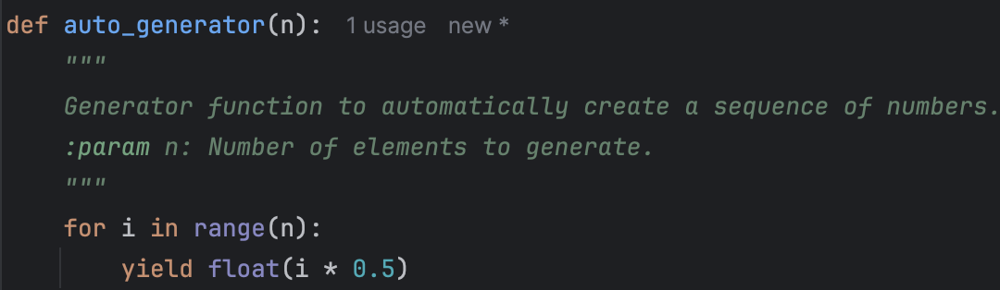 def auto_generator(n): 1 usage new *
"""
Generator function to automatically create a sequence of numbers.
:param n: Number of elements to generate.
"""
for i in range(n):
yield float(i * 0.5)